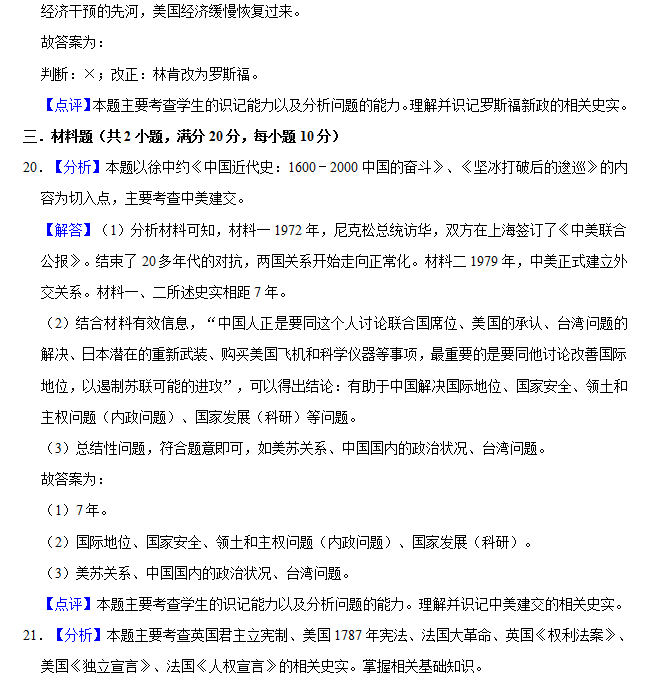 经济干预的先河，美国经济缓慢恢复过来。
故答案为：
判断：×；改正：林肯改为罗斯福。
【点评】本题主要考查学生的识记能力以及分析问题的能力。理解并识记罗斯福新政的相关史实。
三．材料题（共 2 小题，满分 20 分，每小题 10 分）
20．【分析】本题以徐中约《中国近代史：1600﹣2000 中国的奋斗》、《坚冰打破后的逡巡》的内
容为切入点，主要考查中美建交。
【解答】（1）分析材料可知，材料一 1972 年，尼克松总统访华，双方在上海签订了《中美联合
公报》。结束了 20 多年代的对抗，两国关系开始走向正常化。材料二 1979 年，中美正式建立外
交关系。材料一、二所述史实相距 7 年。
（2）结合材料有效信息，“中国人正是要同这个人讨论联合国席位、美国的承认、台湾问题的
解决、日本潜在的重新武装、购买美国飞机和科学仪器等事项，最重要的是要同他讨论改善国际
地位，以遏制苏联可能的进攻”，可以得出结论：有助于中国解决国际地位、国家安全、领土和
主权问题（内政问题）、国家发展（科研）等问题。
（3）总结性问题，符合题意即可，如美苏关系、中国国内的政治状况、台湾问题。
故答案为：
（1）7 年。
（2）国际地位、国家安全、领土和主权问题（内政问题）、国家发展（科研）。
（3）美苏关系、中国国内的政治状况、台湾问题。
【点评】本题主要考查学生的识记能力以及分析问题的能力。理解并识记中美建交的相关史实。
21．【分析】本题主要考查英国君主立宪制、美国 1787 年宪法、法国大革命、英国《权利法案》、
美国《独立宣言》、法国《人权宣言》的相关史实。掌握相关基础知识。